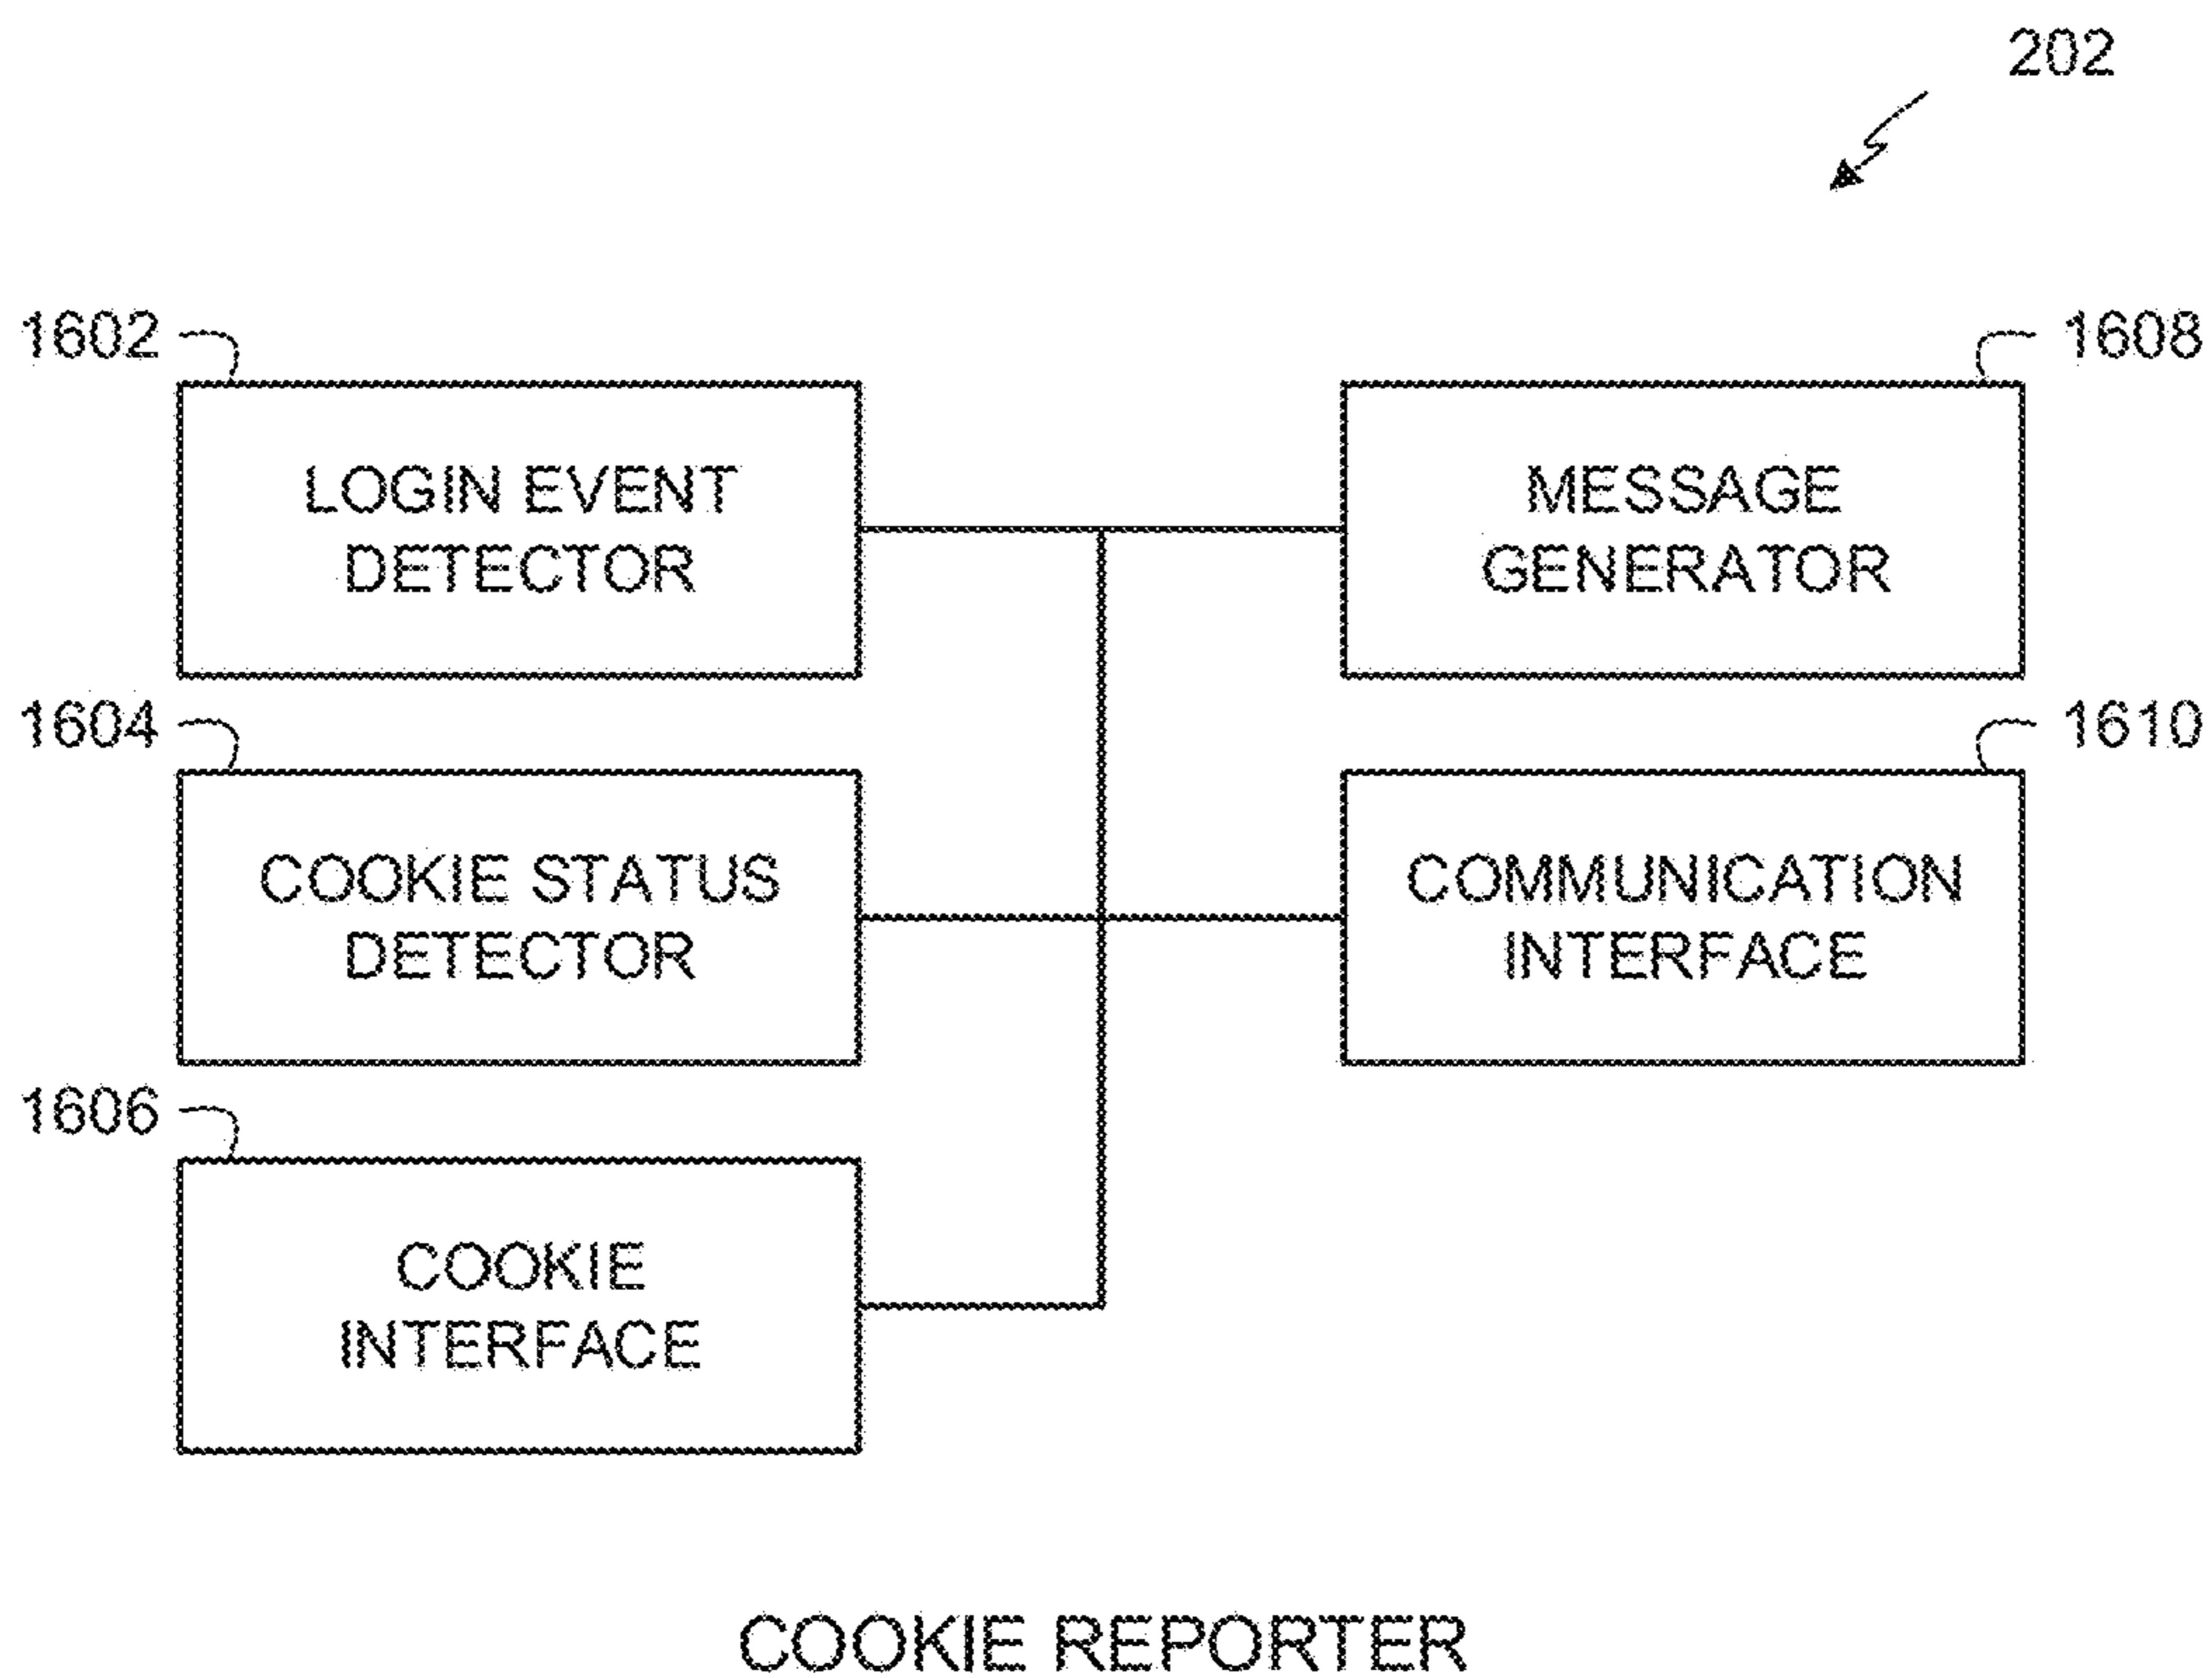 202
1602
LOGIN EVENT
DETECTOR
1608
MESSAGE
GENERATOR
1604
COOKIE STATUS
DETECTOR
1610
COMMUNICATION
INTERFACE
1606
COOKIE
INTERFACE
COOKIE REPORTER